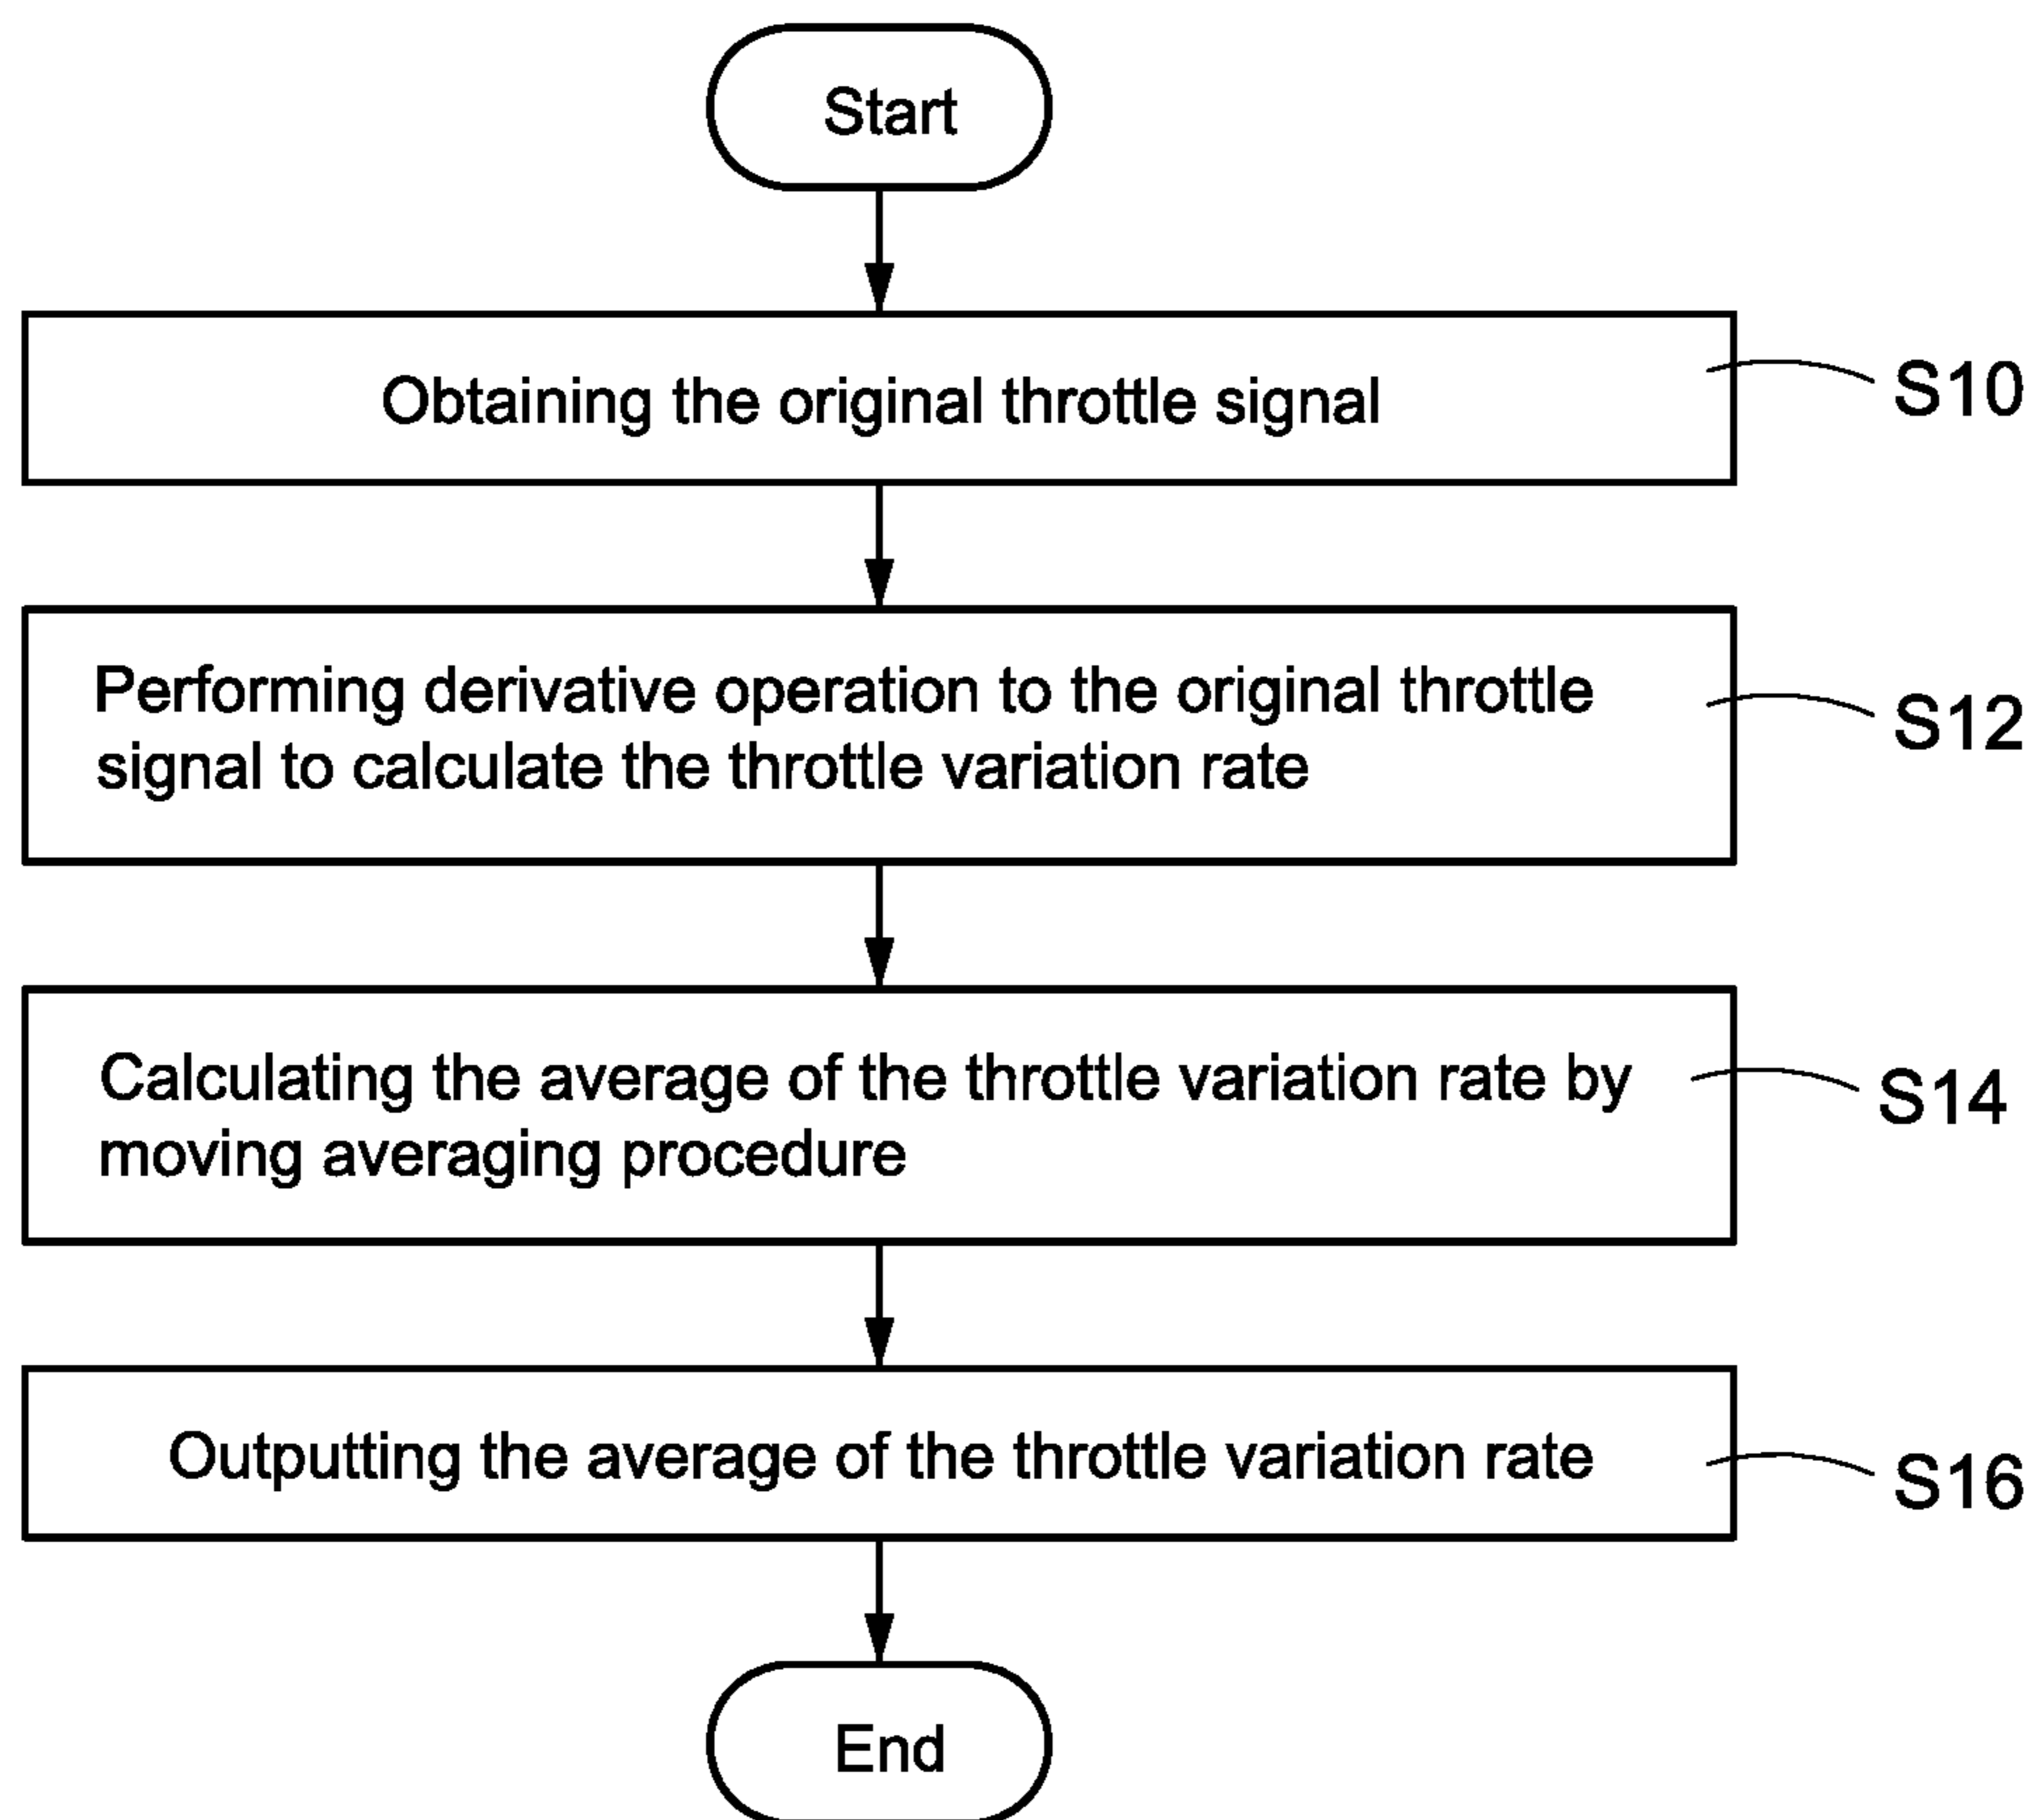 Start
Obtaining the original throttle signal
S10
Performing derivative operation to the original throttle
signal to calculate the throttle variation rate
S12
Calculating the average of the throttle variation rate by
moving averaging procedure
S14
Outputting the average of the throttle variation rate
S16
End